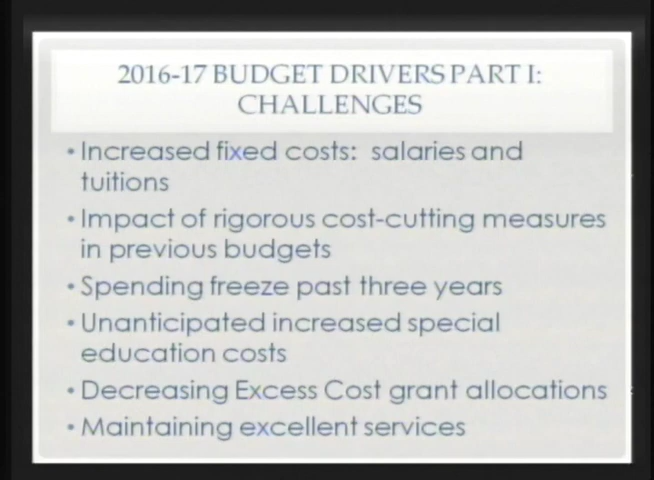 2016-17 BUDGET DRIVERS PART I:
CHALLENGES
• Increased fixed costs: salaries and
tuitions
• Impact of rigorous cost-cutting measures
in previous budgets
• Spending freeze past three years
• Unanticipated increased special
education costs
• Decreasing Excess Cost grant allocations
• Maintaining excellent services